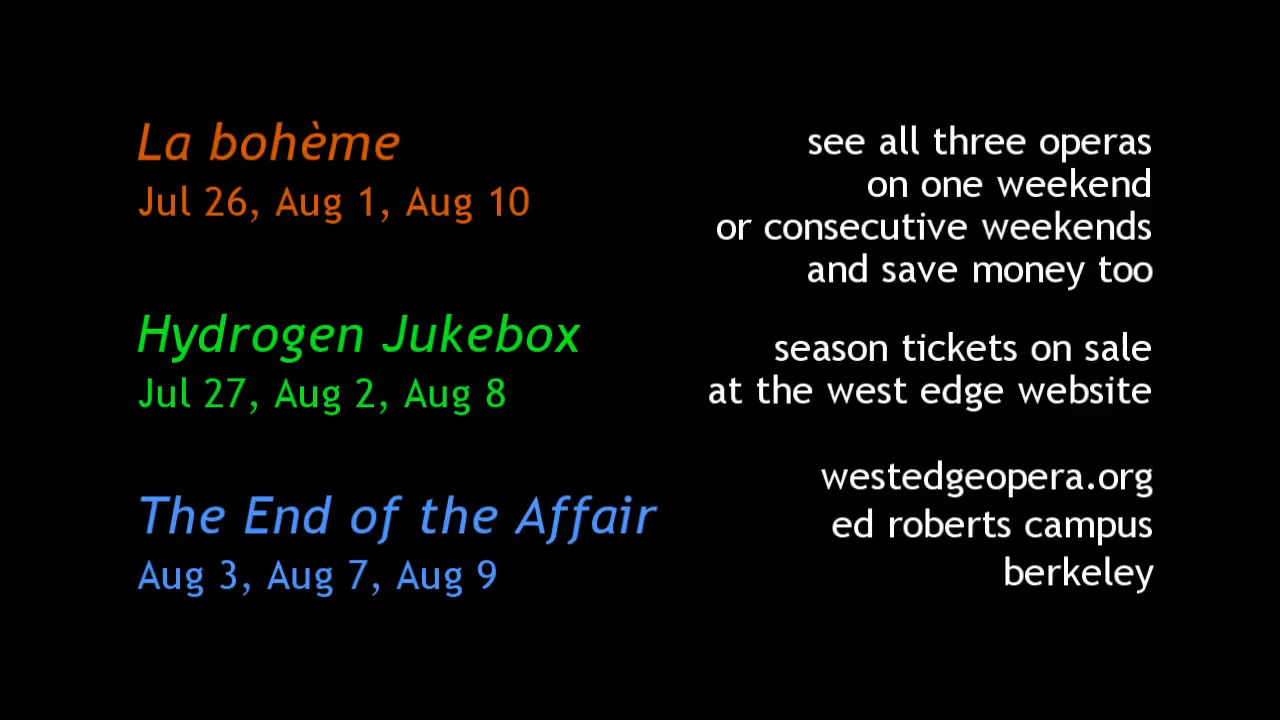 La bohème
Jul 26, Aug 1, Aug 10
Hydrogen Jukebox
Jul 27, Aug 2, Aug 8
The End of the Affair
Aug 3, Aug 7, Aug 9
see all three operas
on one weekend
or consecutive weekends
and save money too
season tickets on sale
at the west edge website
westedgeopera.org
ed roberts campus
berkeley